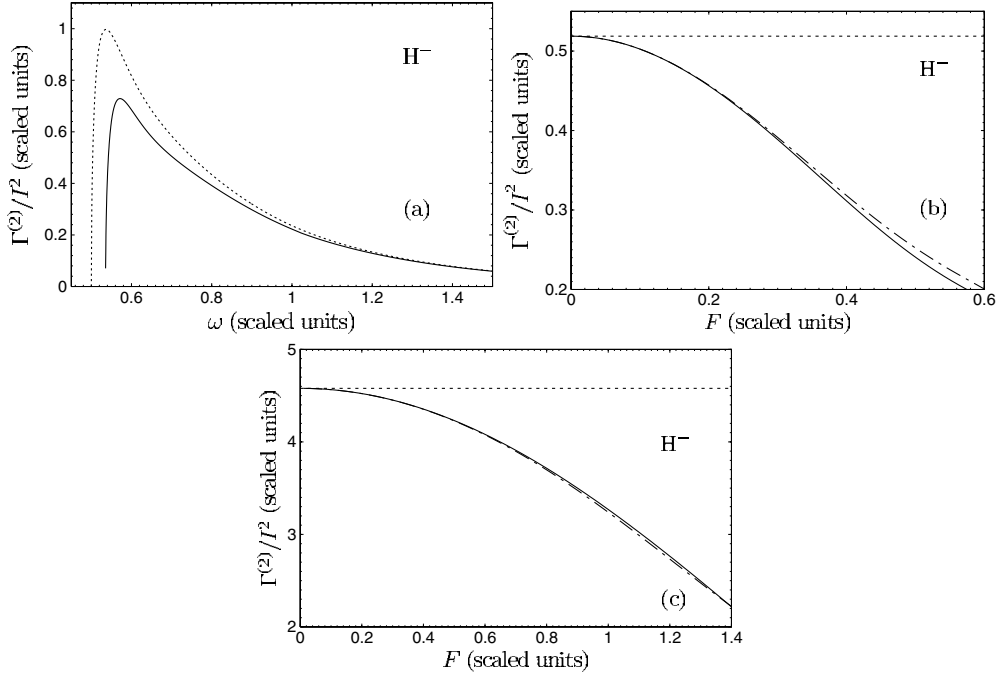 Γ⁽²⁾/I² (scaled units)
1
0.8
0.6
0.4
0.2
0
H⁻
(a)
0.6 0.8 1 1.2 1.4
ω (scaled units)
Γ⁽²⁾/I² (scaled units)
0.5
0.4
0.3
0.2
H⁻
(b)
0 0.2 0.4 0.6
F (scaled units)
Γ⁽²⁾/I² (scaled units)
5
4
3
2
H⁻
(c)
0 0.2 0.4 0.6 0.8 1 1.2 1.4
F (scaled units)